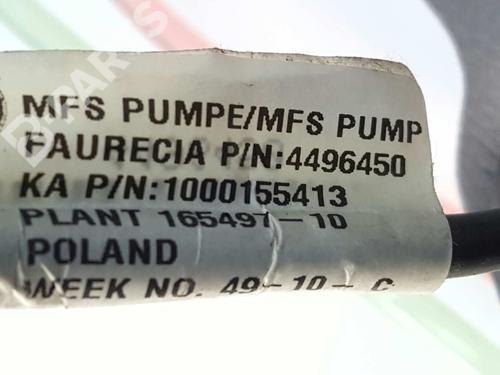 MFS PUMPE/MFS PUMP
FAURECIA P/N:4496450
KA P/N:1000155413
PLANT 165497-10
POLAND
WEEK NO. 49-10- C